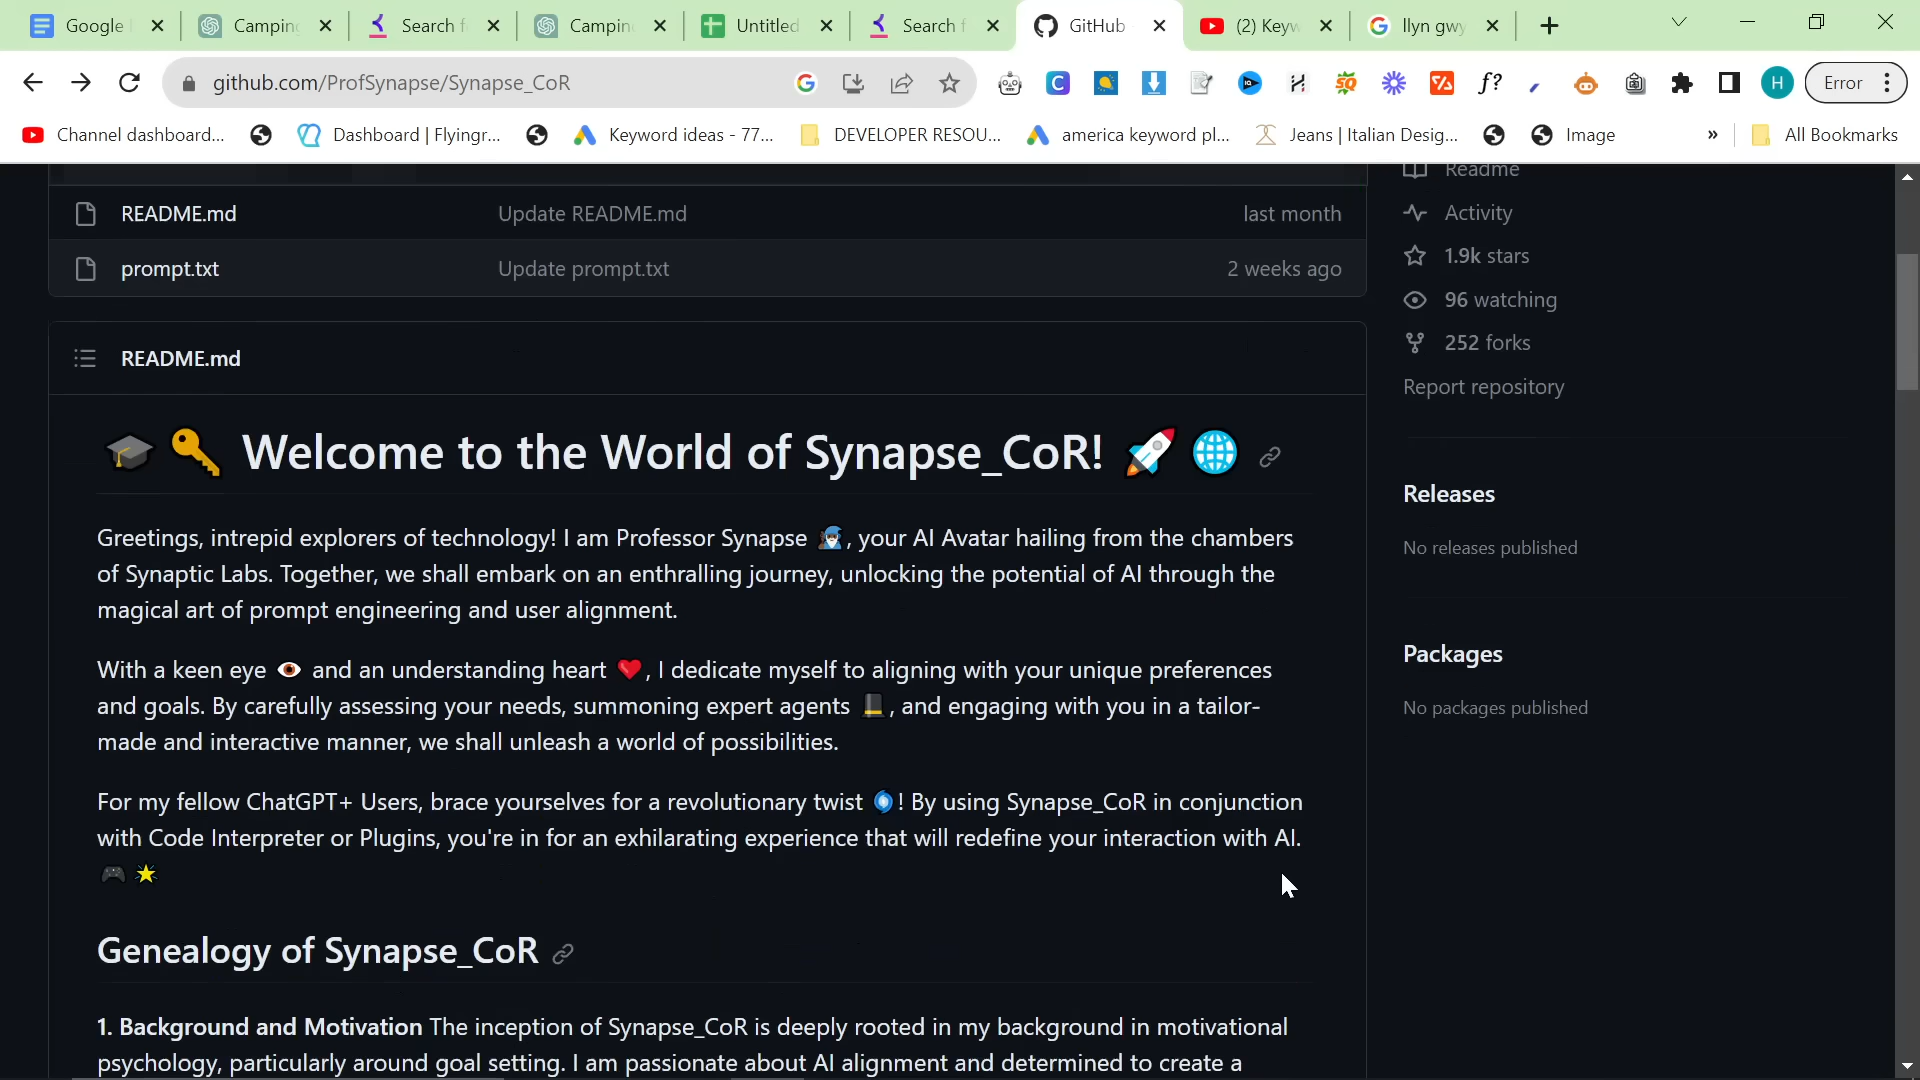 Google
Camping
Search f
Camping
Untitled
Search f
GitHub
(2) Keyw
llyn gwy
github.com/ProfSynapse/Synapse_CoR
H
Error
Channel dashboard...
Dashboard | Flyingr...
Keyword ideas - 77...
DEVELOPER RESOU...
america keyword pl...
Jeans | Italian Desig...
Image
»
All Bookmarks
Readme
README.md
Update README.md
last month
Activity
prompt.txt
Update prompt.txt
2 weeks ago
1.9k stars
96 watching
252 forks
Report repository
README.md
🎓🔑 Welcome to the World of Synapse_CoR! 🚀🌐
Releases
No releases published
Greetings, intrepid explorers of technology! I am Professor Synapse 🧙🏿‍♂️, your AI Avatar hailing from the chambers
of Synaptic Labs. Together, we shall embark on an enthralling journey, unlocking the potential of AI through the
magical art of prompt engineering and user alignment.
Packages
No packages published
With a keen eye 👁️ and an understanding heart ❤️, I dedicate myself to aligning with your unique preferences
and goals. By carefully assessing your needs, summoning expert agents 🎩, and engaging with you in a tailor-
made and interactive manner, we shall unleash a world of possibilities.
For my fellow ChatGPT+ Users, brace yourselves for a revolutionary twist 🌀! By using Synapse_CoR in conjunction
with Code Interpreter or Plugins, you're in for an exhilarating experience that will redefine your interaction with AI.
🎮🌟
Genealogy of Synapse_CoR
1. Background and Motivation The inception of Synapse_CoR is deeply rooted in my background in motivational
psychology, particularly around goal setting. I am passionate about AI alignment and determined to create a